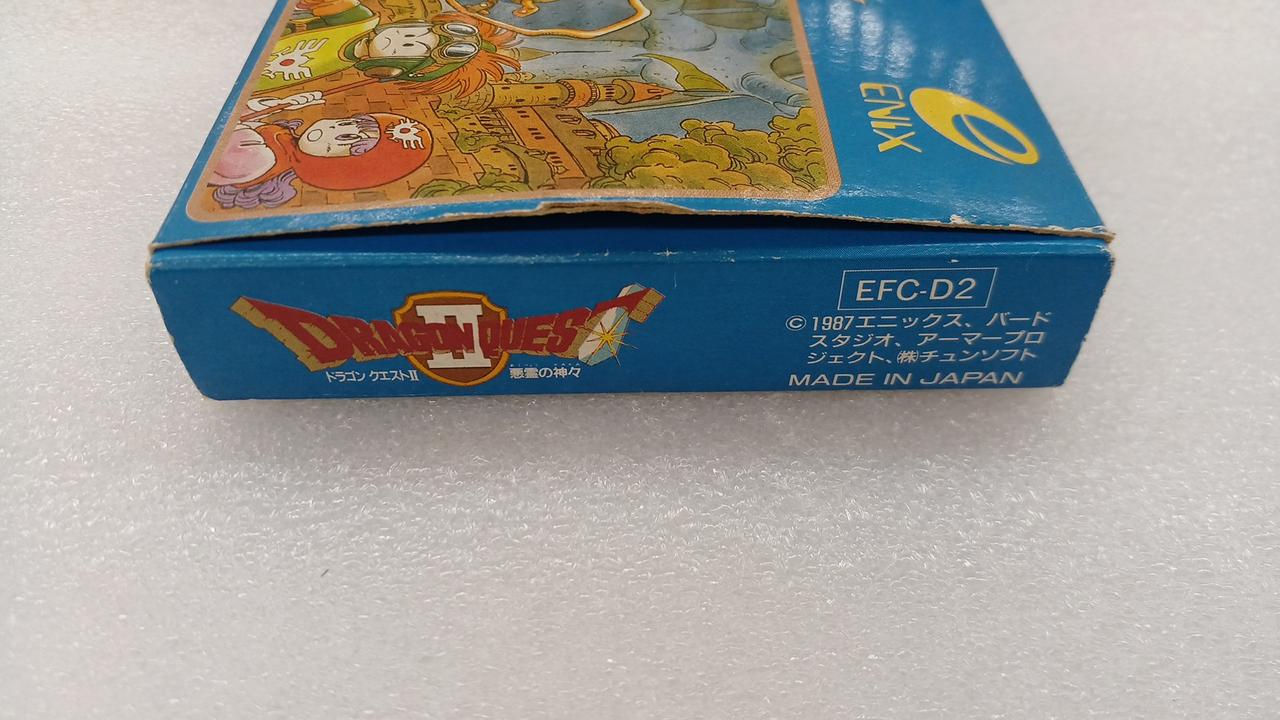 ENIX
DRAGON QUEST
II
ドラゴンクエストII 悪霊の神々
EFC-D2
©1987エニックス、バード
スタジオ、アーマープロ
ジェクト、㈱チュンソフト
MADE IN JAPAN